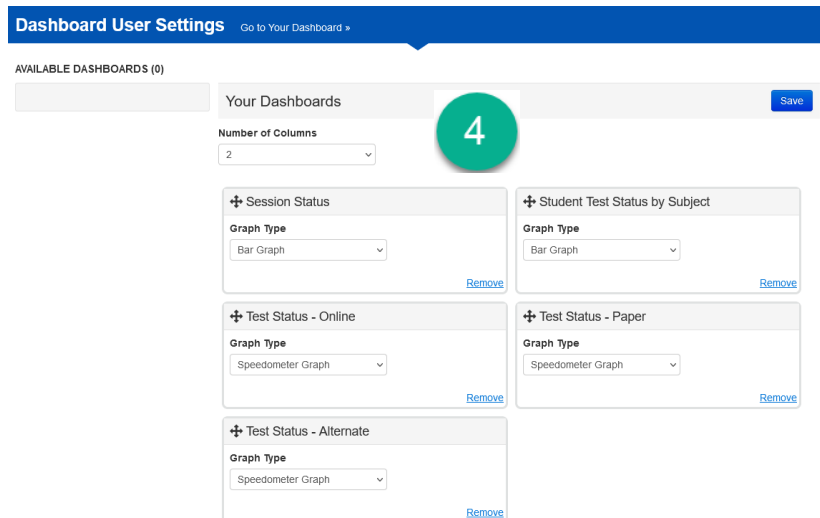 Dashboard User Settings Go to Your Dashboard »
AVAILABLE DASHBOARDS (0)
Your Dashboards
Save
4
Number of Columns
2
Session Status
Graph Type
Bar Graph
Remove
Student Test Status by Subject
Graph Type
Bar Graph
Remove
Test Status - Online
Graph Type
Speedometer Graph
Remove
Test Status - Paper
Graph Type
Speedometer Graph
Remove
Test Status - Alternate
Graph Type
Speedometer Graph
Remove